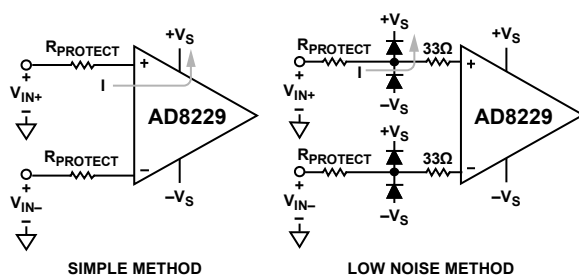 +VS
RPROTECT
+
+
VIN+
–
I
AD8229
RPROTECT
–
+
VIN–
–
–VS
SIMPLE METHOD
+VS
RPROTECT
33Ω
+VS
+
+
VIN+
–
I
–VS
AD8229
+VS
RPROTECT
33Ω
–
+
VIN–
–
–VS
–VS
LOW NOISE METHOD